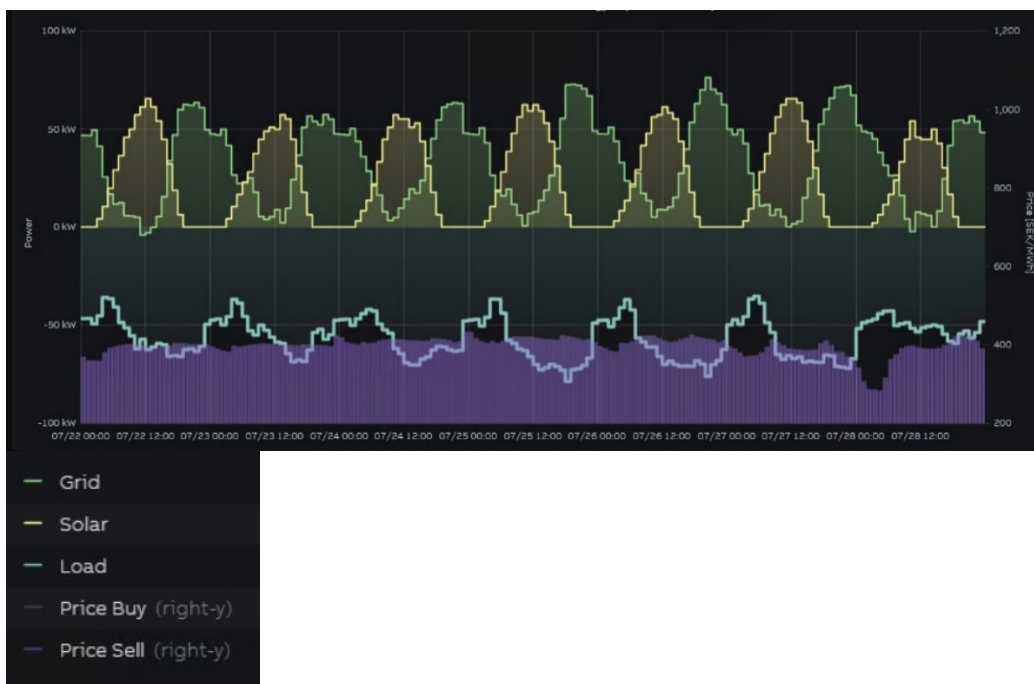 100 kW
1,200
1,000
50 kW
800
Power
0 kW
Price [SEK/MWh]
600
-50 kW
400
-100 kW
200
07/22 00:00 07/22 12:00 07/23 00:00 07/23 12:00 07/24 00:00 07/24 12:00 07/25 00:00 07/25 12:00 07/26 00:00 07/26 12:00 07/27 00:00 07/27 12:00 07/28 00:00 07/28 12:00
Grid
Solar
Load
Price Buy (right-y)
Price Sell (right-y)